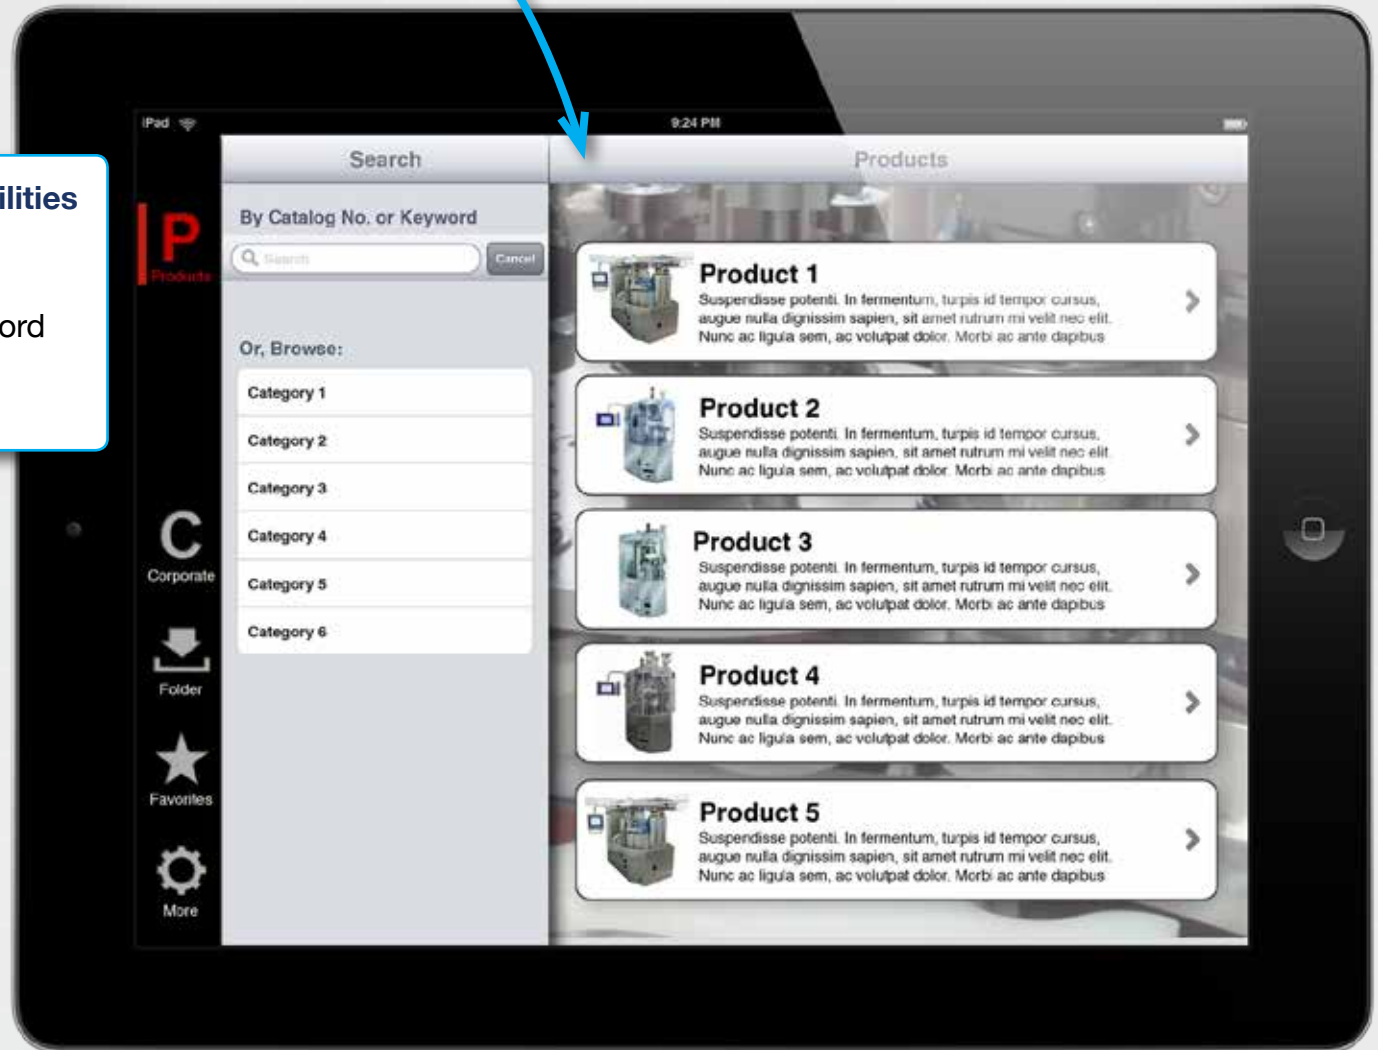 iPad
9:24 PM
ilities
ord
P
Products
C
Corporate
Folder
Favorites
More
Search
By Catalog No. or Keyword
Search
Cancel
Or, Browse:
Category 1
Category 2
Category 3
Category 4
Category 5
Category 6
Products
Product 1
Suspendisse potenti. In fermentum, turpis id tempor cursus,
augue nulla dignissim sapien, sit amet rutrum mi velit nec elit.
Nunc ac ligula sem, ac volutpat dolor. Morbi ac ante dapibus
Product 2
Suspendisse potenti. In fermentum, turpis id tempor cursus,
augue nulla dignissim sapien, sit amet rutrum mi velit nec elit.
Nunc ac ligula sem, ac volutpat dolor. Morbi ac ante dapibus
Product 3
Suspendisse potenti. In fermentum, turpis id tempor cursus,
augue nulla dignissim sapien, sit amet rutrum mi velit nec elit.
Nunc ac ligula sem, ac volutpat dolor. Morbi ac ante dapibus
Product 4
Suspendisse potenti. In fermentum, turpis id tempor cursus,
augue nulla dignissim sapien, sit amet rutrum mi velit nec elit.
Nunc ac ligula sem, ac volutpat dolor. Morbi ac ante dapibus
Product 5
Suspendisse potenti. In fermentum, turpis id tempor cursus,
augue nulla dignissim sapien, sit amet rutrum mi velit nec elit.
Nunc ac ligula sem, ac volutpat dolor. Morbi ac ante dapibus